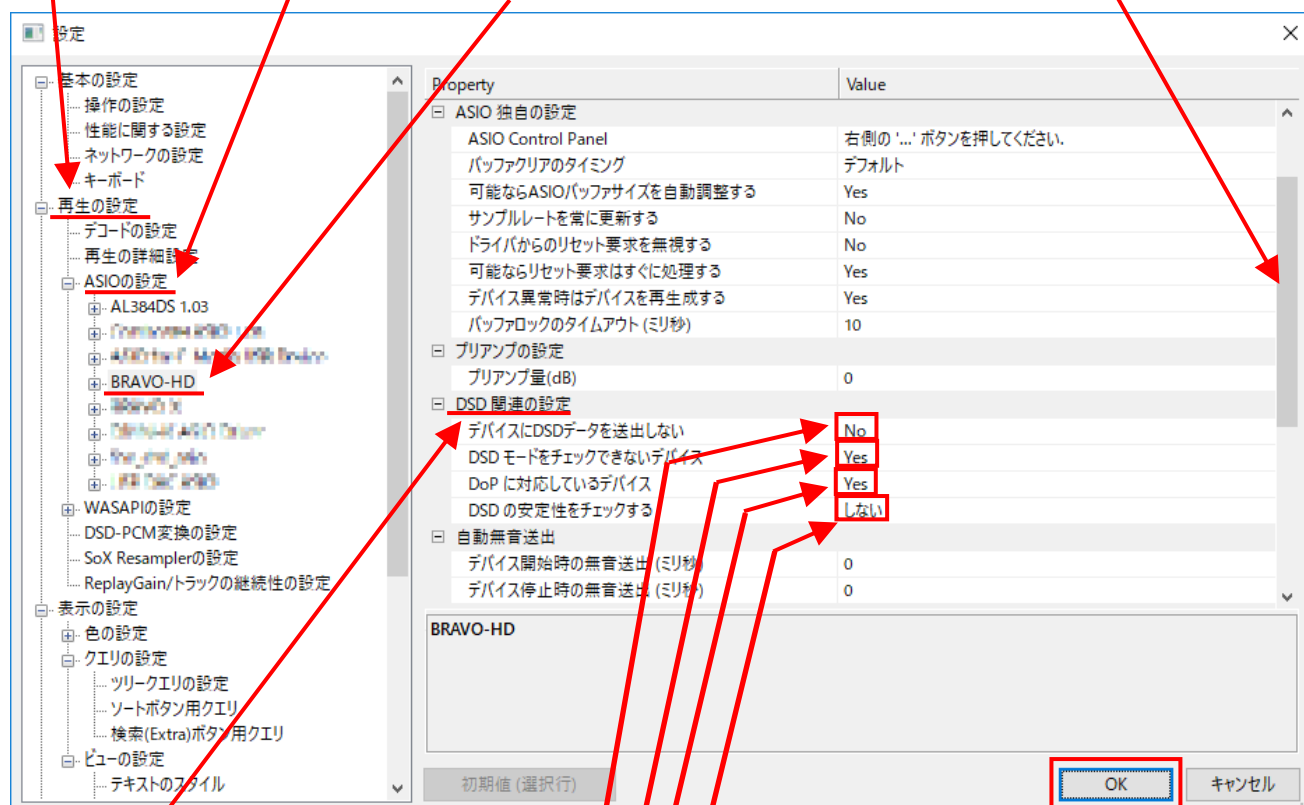 設定
基本の設定
操作の設定
性能に関する設定
ネットワークの設定
キーボード
再生の設定
デコードの設定
再生の詳細設定
ASIOの設定
AL384DS 1.03
BRAVO-HD
WASAPIの設定
DSD-PCM変換の設定
SoX Resamplerの設定
ReplayGain/トラックの継続性の設定
表示の設定
色の設定
クエリの設定
ツリークエリの設定
ソートボタン用クエリ
検索(Extra)ボタン用クエリ
ビューの設定
テキストのスタイル
Property Value
ASIO 独自の設定
ASIO Control Panel 右側の '...' ボタンを押してください.
バッファクリアのタイミング デフォルト
可能ならASIOバッファサイズを自動調整する Yes
サンプルレートを常に更新する No
ドライバからのリセット要求を無視する No
可能ならリセット要求はすぐに処理する Yes
デバイス異常時はデバイスを再生成する Yes
バッファロックのタイムアウト (ミリ秒) 10
プリアンプの設定
プリアンプ量(dB) 0
DSD 関連の設定
デバイスにDSDデータを送出しない No
DSD モードをチェックできないデバイス Yes
DoP に対応しているデバイス Yes
DSD の安定性をチェックする しない
自動無音送出
デバイス開始時の無音送出 (ミリ秒) 0
デバイス停止時の無音送出 (ミリ秒) 0
BRAVO-HD
初期値 (選択行) OK キャンセル